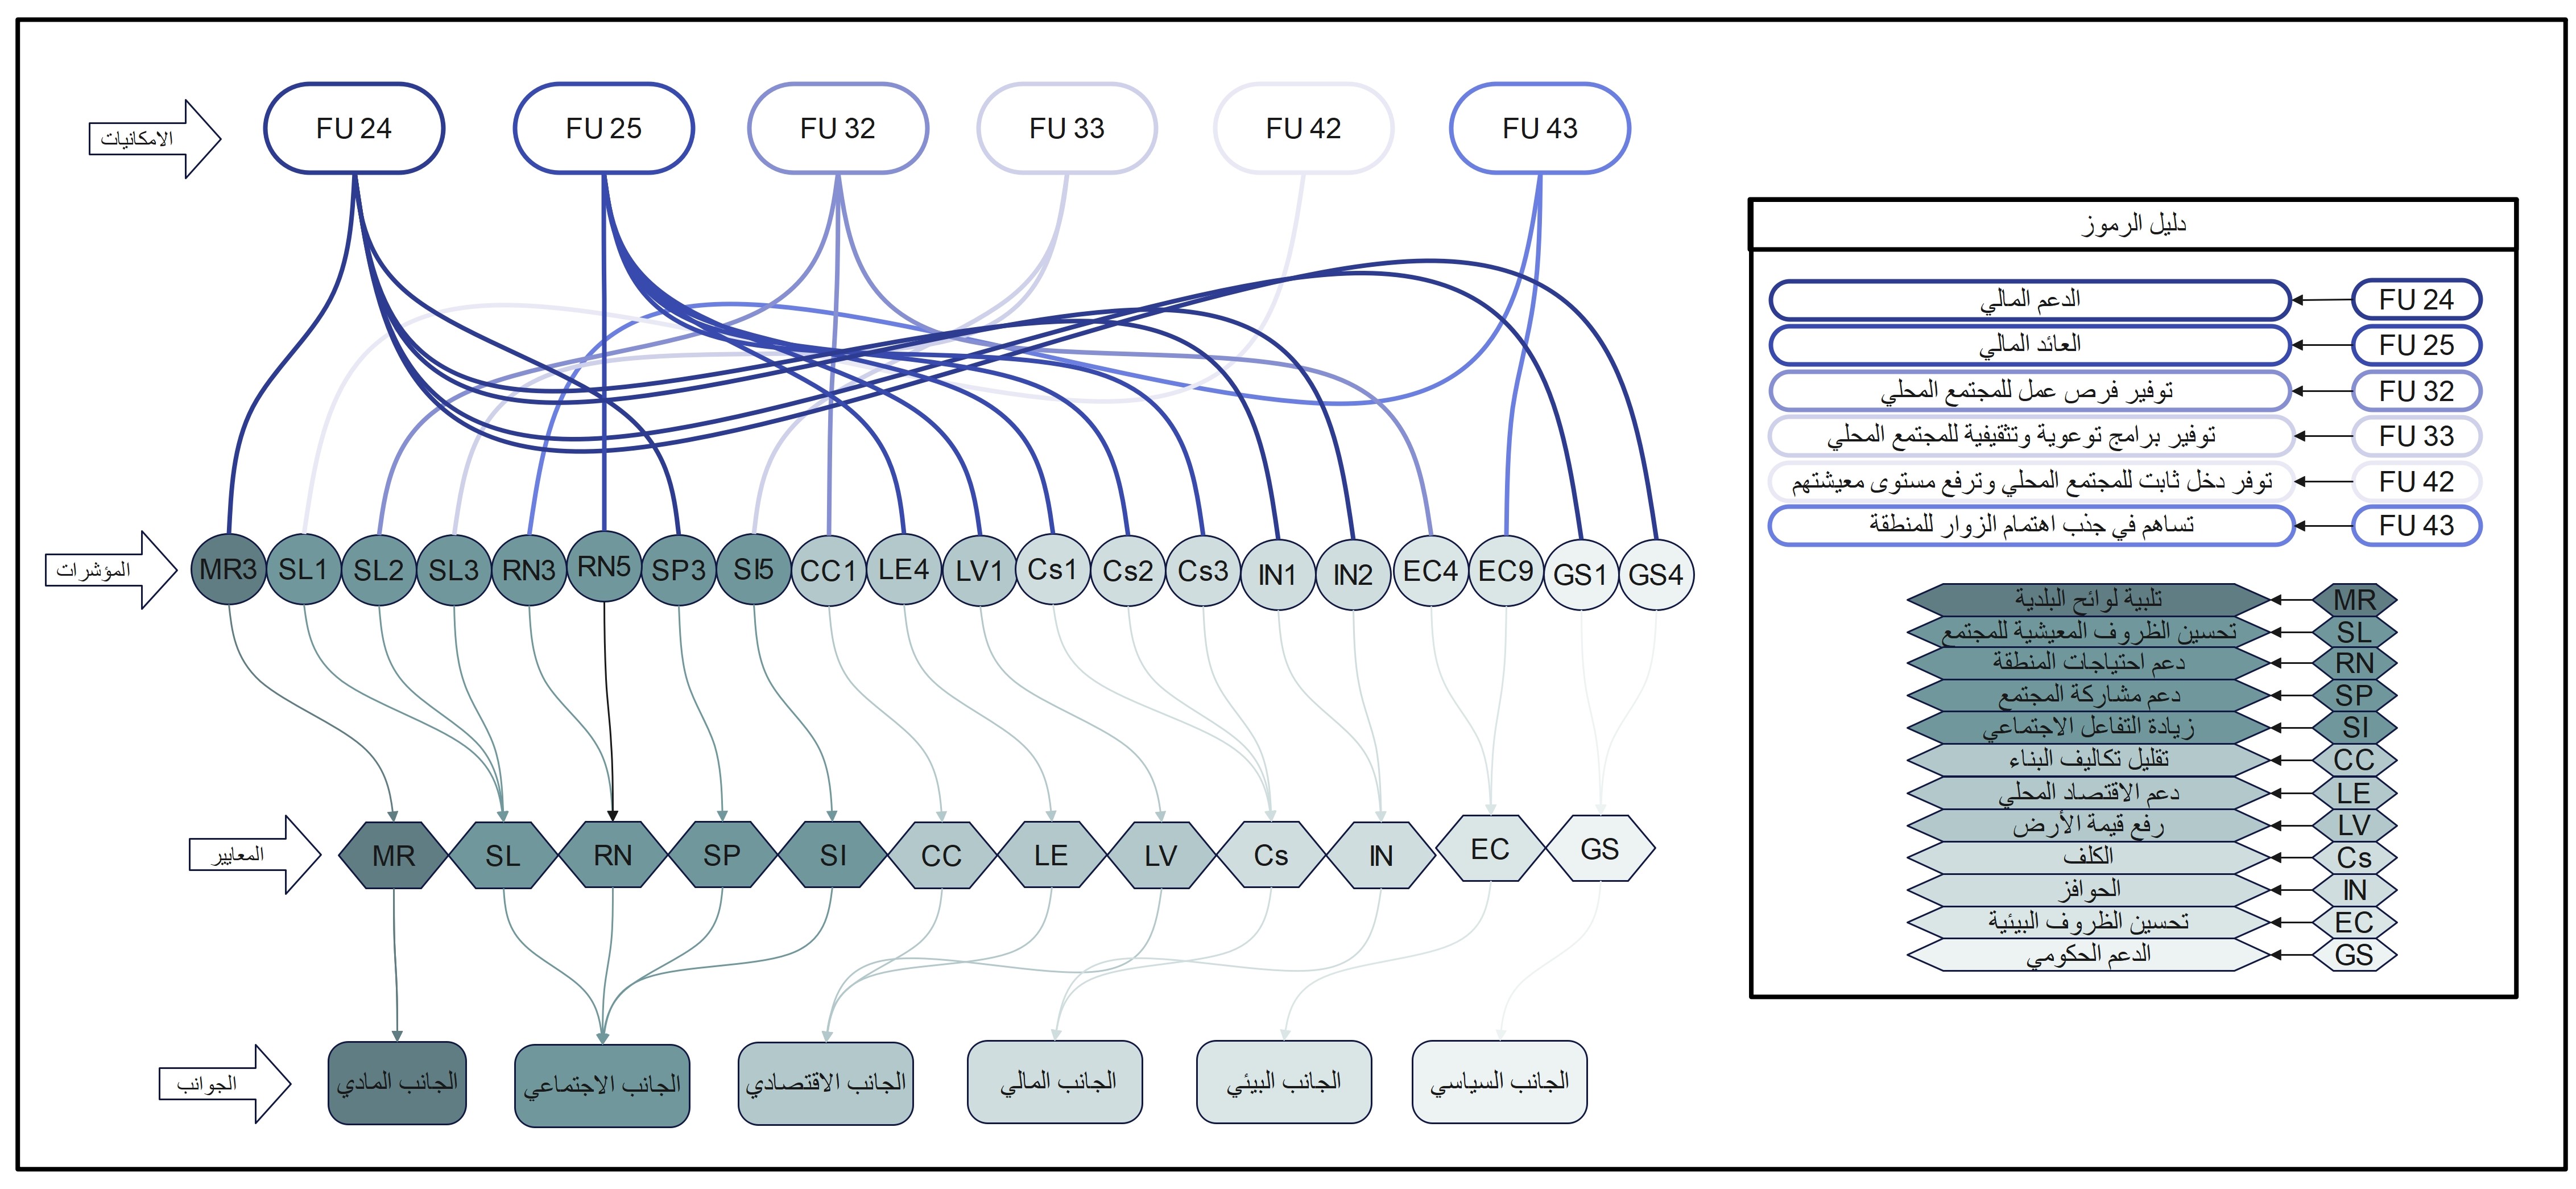 الامكانيات
FU 24
FU 25
FU 32
FU 33
FU 42
FU 43
المؤشرات
MR3
SL1
SL2
SL3
RN3
RN5
SP3
SI5
CC1
LE4
LV1
Cs1
Cs2
Cs3
IN1
IN2
EC4
EC9
GS1
GS4
المعايير
MR
SL
RN
SP
SI
CC
LE
LV
Cs
IN
EC
GS
الجوانب
الجانب المادي
الجانب الاجتماعي
الجانب الاقتصادي
الجانب المالي
الجانب البيئي
الجانب السياسي
دليل الرموز
FU 24
الدعم المالي
FU 25
العائد المالي
FU 32
توفير فرص عمل للمجتمع المحلي
FU 33
توفير برامج توعوية وتثقيفية للمجتمع المحلي
FU 42
توفر دخل ثابت للمجتمع المحلي وترفع مستوى معيشتهم
FU 43
تساهم في جذب اهتمام الزوار للمنطقة
MR
تلبية لوائح البلدية
SL
تحسين الظروف المعيشية للمجتمع
RN
دعم احتياجات المنطقة
SP
دعم مشاركة المجتمع
SI
زيادة التفاعل الاجتماعي
CC
تقليل تكاليف البناء
LE
دعم الاقتصاد المحلي
LV
رفع قيمة الأرض
Cs
الكلف
IN
الحوافز
EC
تحسين الظروف البيئية
GS
الدعم الحكومي